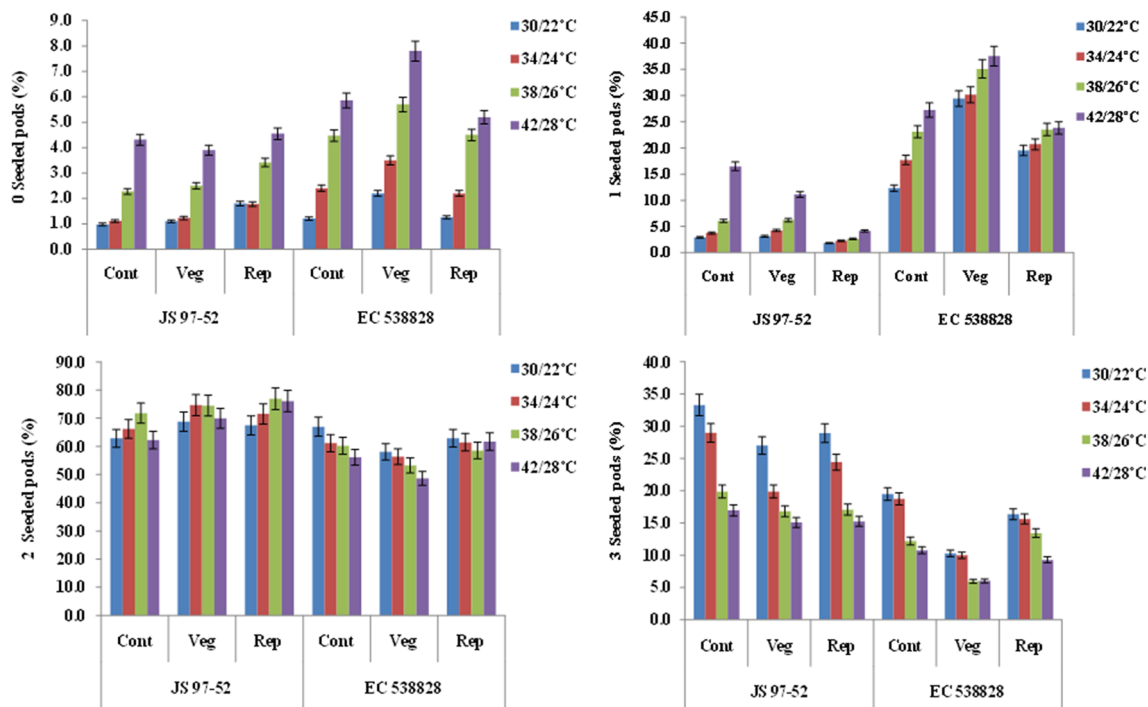 0 Seeded pods (%)
9.0
8.0
7.0
6.0
5.0
4.0
3.0
2.0
1.0
0.0
30/22°C
34/24°C
38/26°C
42/28°C
Cont Veg Rep Cont Veg Rep
JS 97-52 EC 538828
1 Seeded pods (%)
45.0
40.0
35.0
30.0
25.0
20.0
15.0
10.0
5.0
0.0
30/22°C
34/24°C
38/26°C
42/28°C
Cont Veg Rep Cont Veg Rep
JS 97-52 EC 538828
2 Seeded pods (%)
90.0
80.0
70.0
60.0
50.0
40.0
30.0
20.0
10.0
0.0
30/22°C
34/24°C
38/26°C
42/28°C
Cont Veg Rep Cont Veg Rep
JS 97-52 EC 538828
3 Seeded pods (%)
40.0
35.0
30.0
25.0
20.0
15.0
10.0
5.0
0.0
30/22°C
34/24°C
38/26°C
42/28°C
Cont Veg Rep Cont Veg Rep
JS 97-52 EC 538828